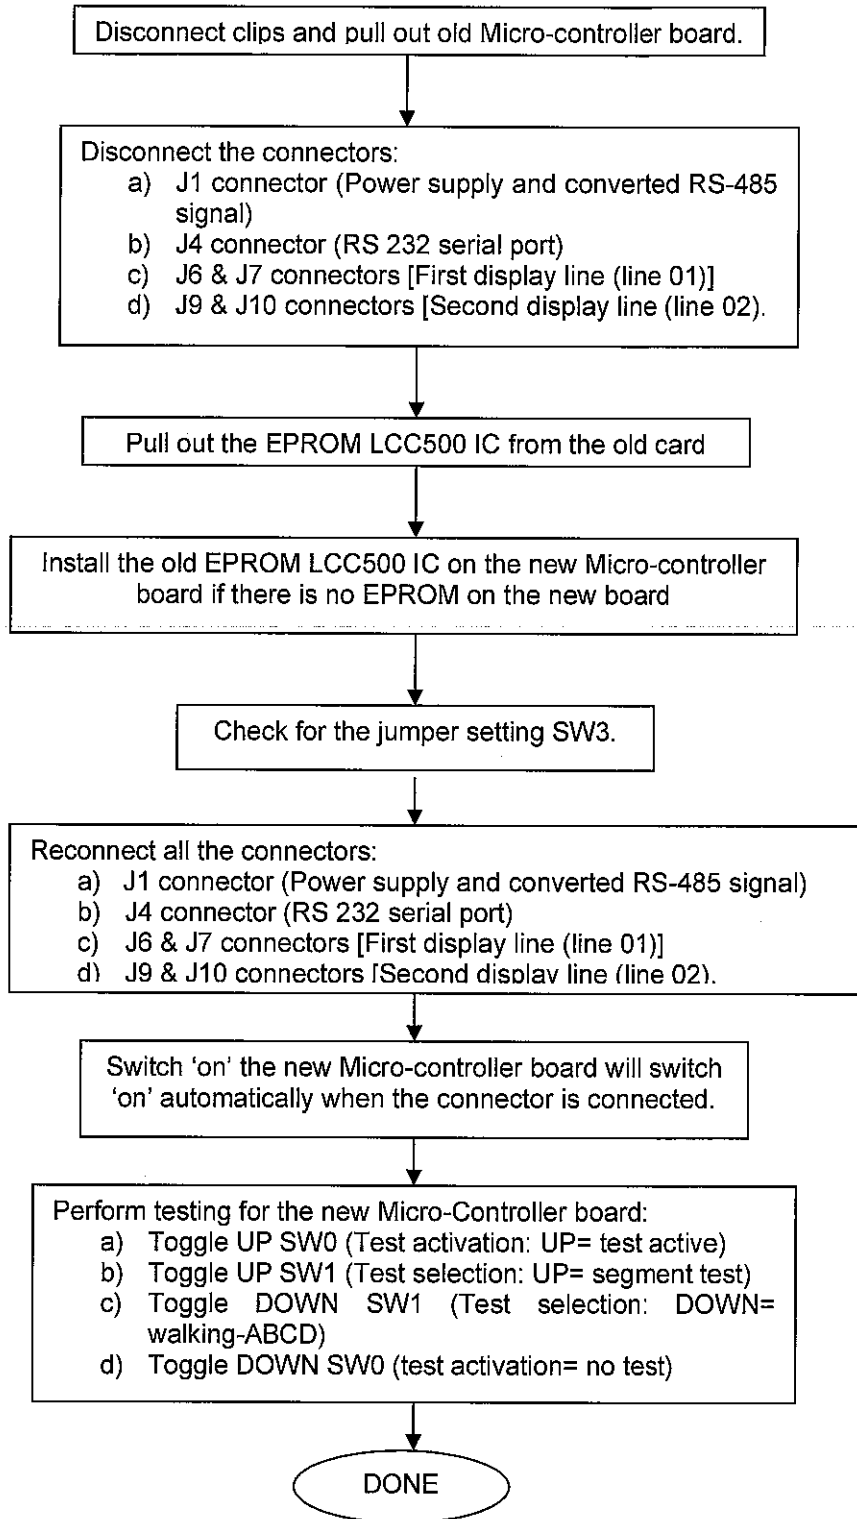 Disconnect clips and pull out old Micro-controller board.
Disconnect the connectors:
a) J1 connector (Power supply and converted RS-485
signal)
b) J4 connector (RS 232 serial port)
c) J6 & J7 connectors [First display line (line 01)]
d) J9 & J10 connectors [Second display line (line 02).
Pull out the EPROM LCC500 IC from the old card
Install the old EPROM LCC500 IC on the new Micro-controller
board if there is no EPROM on the new board
Check for the jumper setting SW3.
Reconnect all the connectors:
a) J1 connector (Power supply and converted RS-485 signal)
b) J4 connector (RS 232 serial port)
c) J6 & J7 connectors [First display line (line 01)]
d) J9 & J10 connectors [Second display line (line 02).
Switch ‘on’ the new Micro-controller board will switch
‘on’ automatically when the connector is connected.
Perform testing for the new Micro-Controller board:
a) Toggle UP SW0 (Test activation: UP= test active)
b) Toggle UP SW1 (Test selection: UP= segment test)
c) Toggle DOWN SW1 (Test selection: DOWN=
walking-ABCD)
d) Toggle DOWN SW0 (test activation= no test)
DONE